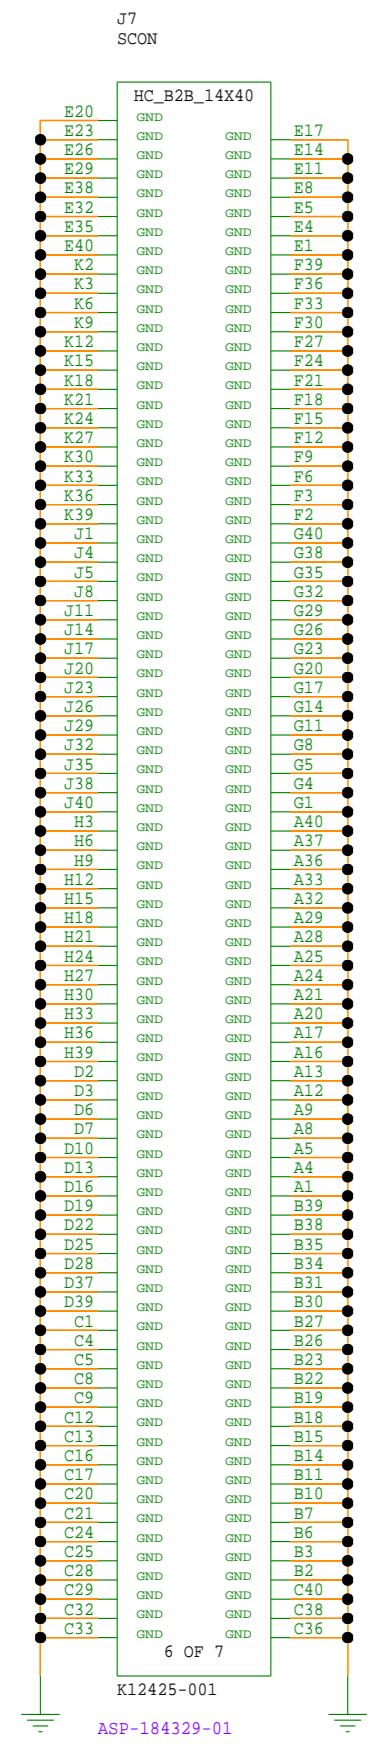 J7
SCON
HC_B2B_14X40
E20 GND
E23 GND GND E17
E26 GND GND E14
E29 GND GND E11
E38 GND GND E8
E32 GND GND E5
E35 GND GND E4
E40 GND GND E1
K2 GND GND F39
K3 GND GND F36
K6 GND GND F33
K9 GND GND F30
K12 GND GND F27
K15 GND GND F24
K18 GND GND F21
K21 GND GND F18
K24 GND GND F15
K27 GND GND F12
K30 GND GND F9
K33 GND GND F6
K36 GND GND F3
K39 GND GND F2
J1 GND GND G40
J4 GND GND G38
J5 GND GND G35
J8 GND GND G32
J11 GND GND G29
J14 GND GND G26
J17 GND GND G23
J20 GND GND G20
J23 GND GND G17
J26 GND GND G14
J29 GND GND G11
J32 GND GND G8
J35 GND GND G5
J38 GND GND G4
J40 GND GND G1
H3 GND GND A40
H6 GND GND A37
H9 GND GND A36
H12 GND GND A33
H15 GND GND A32
H18 GND GND A29
H21 GND GND A28
H24 GND GND A25
H27 GND GND A24
H30 GND GND A21
H33 GND GND A20
H36 GND GND A17
H39 GND GND A16
D2 GND GND A13
D3 GND GND A12
D6 GND GND A9
D7 GND GND A8
D10 GND GND A5
D13 GND GND A4
D16 GND GND A1
D19 GND GND B39
D22 GND GND B38
D25 GND GND B35
D28 GND GND B34
D37 GND GND B31
D39 GND GND B30
C1 GND GND B27
C4 GND GND B26
C5 GND GND B23
C8 GND GND B22
C9 GND GND B19
C12 GND GND B18
C13 GND GND B15
C16 GND GND B14
C17 GND GND B11
C20 GND GND B10
C21 GND GND B7
C24 GND GND B6
C25 GND GND B3
C28 GND GND B2
C29 GND GND C40
C32 GND GND C38
C33 GND GND C36
6 OF 7
K12425-001
ASP-184329-01